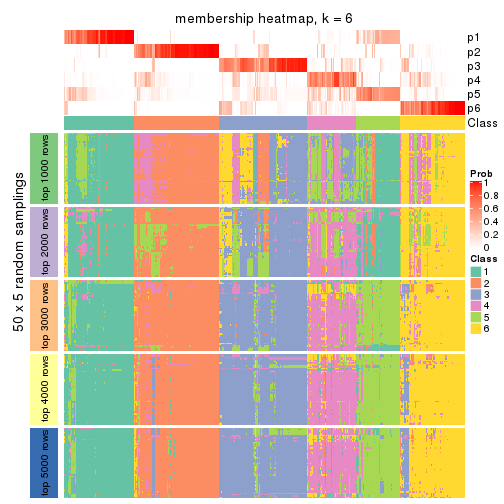 membership heatmap, k = 6
p1
p2
p3
p4
p5
p6
Class
50 x 5 random samplings
top 1000 rows
top 2000 rows
top 3000 rows
top 4000 rows
top 5000 rows
Prob
1
0.8
0.6
0.4
0.2
0
Class
1
2
3
4
5
6